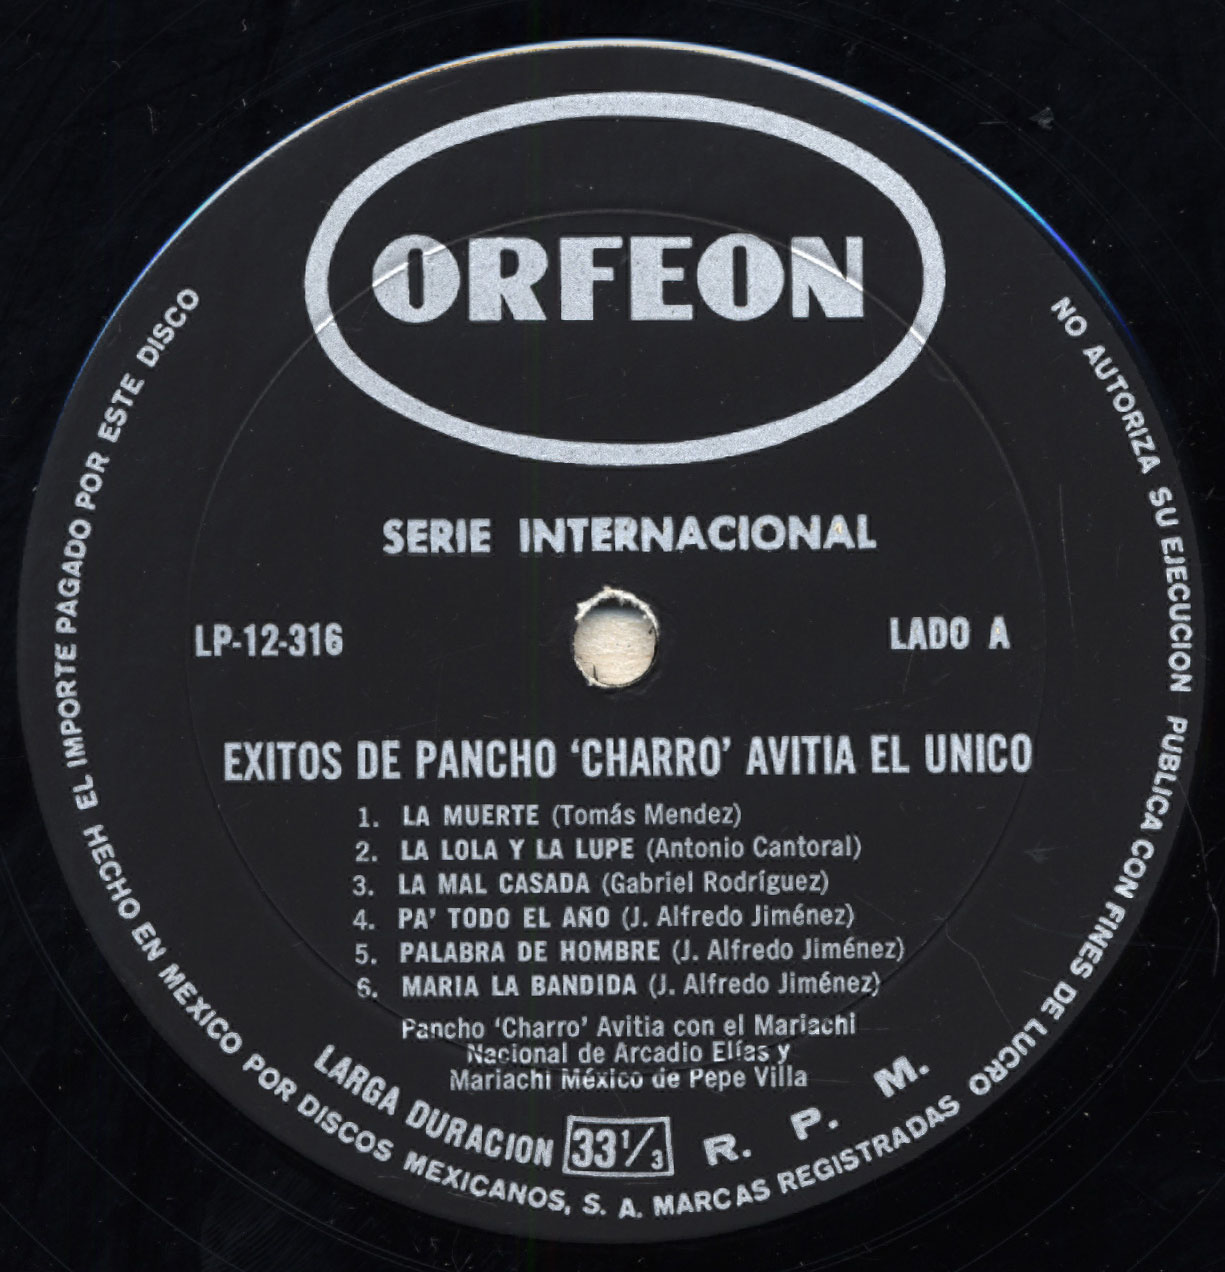 ORFEON
SERIE INTERNACIONAL
LP-12-316
LADO A
EXITOS DE PANCHO ‘CHARRO’ AVITIA EL UNICO
1. LA MUERTE (Tomás Mendez)
2. LA LOLA Y LA LUPE (Antonio Cantoral)
3. LA MAL CASADA (Gabriel Rodríguez)
4. PA’ TODO EL AÑO (J. Alfredo Jiménez)
5. PALABRA DE HOMBRE (J. Alfredo Jiménez)
6. MARIA LA BANDIDA (J. Alfredo Jiménez)
Pancho ‘Charro’ Avitia con el Mariachi
Nacional de Arcadio Elías y
Mariachi México de Pepe Villa
LARGA DURACION 33 1/3 R. P. M.
EL IMPORTE PAGADO POR ESTE DISCO NO AUTORIZA SU EJECUCION PUBLICA CON FINES DE LUCRO
HECHO EN MEXICO POR DISCOS MEXICANOS, S. A. MARCAS REGISTRADAS